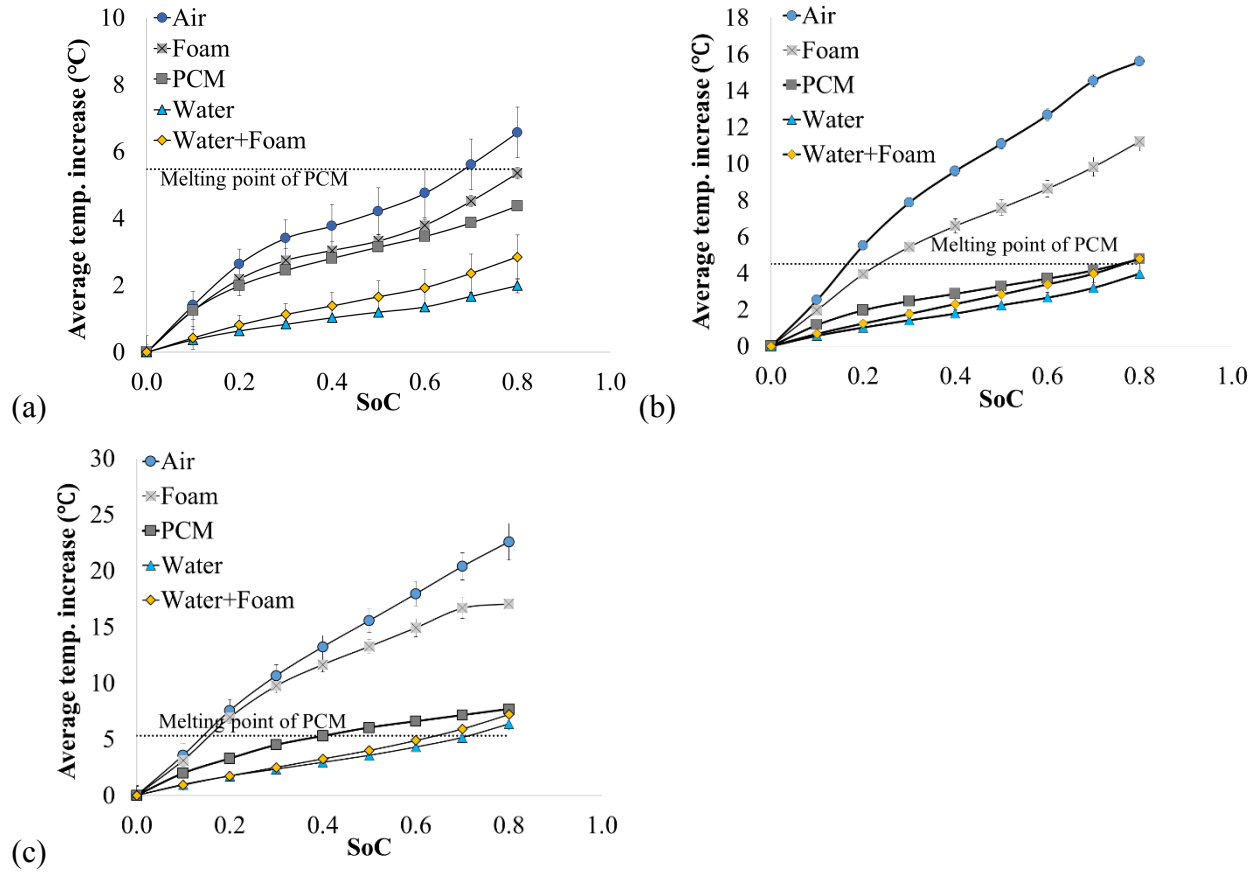 Average temp. increase (℃)
10
8
6
4
2
0
Air
Foam
PCM
Water
Water+Foam
Melting point of PCM
0.0 0.2 0.4 0.6 0.8 1.0
SoC
(a)
Average temp. increase (℃)
18
16
14
12
10
8
6
4
2
0
Air
Foam
PCM
Water
Water+Foam
Melting point of PCM
0.0 0.2 0.4 0.6 0.8 1.0
SoC
(b)
Average temp. increase (℃)
30
25
20
15
10
5
0
Air
Foam
PCM
Water
Water+Foam
Melting point of PCM
0.0 0.2 0.4 0.6 0.8 1.0
SoC
(c)